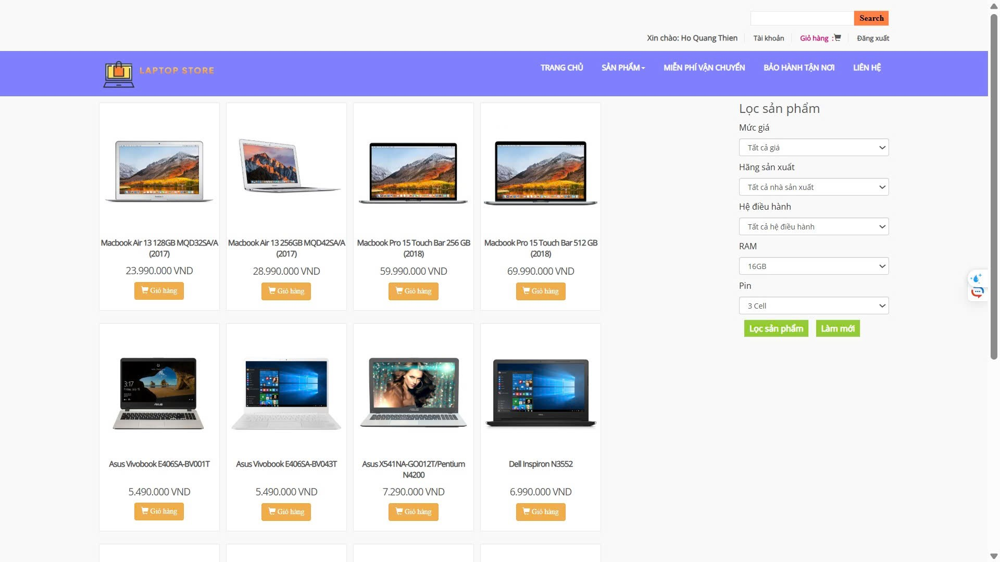 Search
Xin chào: Ho Quang Thien
Tài khoản
Giỏ hàng :
Đăng xuất
LAPTOP STORE
TRANG CHỦ
SẢN PHẨM
MIỄN PHÍ VẬN CHUYỂN
BẢO HÀNH TẬN NƠI
LIÊN HỆ
Macbook Air 13 128GB MQD32SA/A
(2017)
23.990.000 VND
Giỏ hàng
Macbook Air 13 256GB MQD42SA/A
(2017)
28.990.000 VND
Giỏ hàng
Macbook Pro 15 Touch Bar 256 GB
(2018)
59.990.000 VND
Giỏ hàng
Macbook Pro 15 Touch Bar 512 GB
(2018)
69.990.000 VND
Giỏ hàng
Lọc sản phẩm
Mức giá
Tất cả giá
Hãng sản xuất
Tất cả nhà sản xuất
Hệ điều hành
Tất cả hệ điều hành
RAM
16GB
Pin
3 Cell
Lọc sản phẩm
Làm mới
3:17
ASUS
Asus Vivobook E406SA-BV001T
5.490.000 VND
Giỏ hàng
Asus Vivobook E406SA-BV043T
5.490.000 VND
Giỏ hàng
ASUS
Asus X541NA-GO012T/Pentium
N4200
7.290.000 VND
Giỏ hàng
DELL
Dell Inspiron N3552
6.990.000 VND
Giỏ hàng